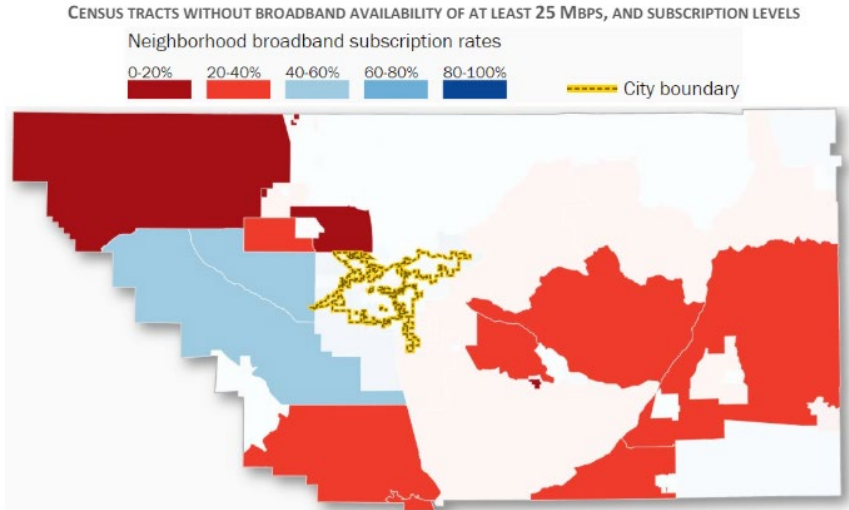 CENSUS TRACTS WITHOUT BROADBAND AVAILABILITY OF AT LEAST 25 MBPS, AND SUBSCRIPTION LEVELS
Neighborhood broadband subscription rates
0-20% 20-40% 40-60% 60-80% 80-100%
City boundary